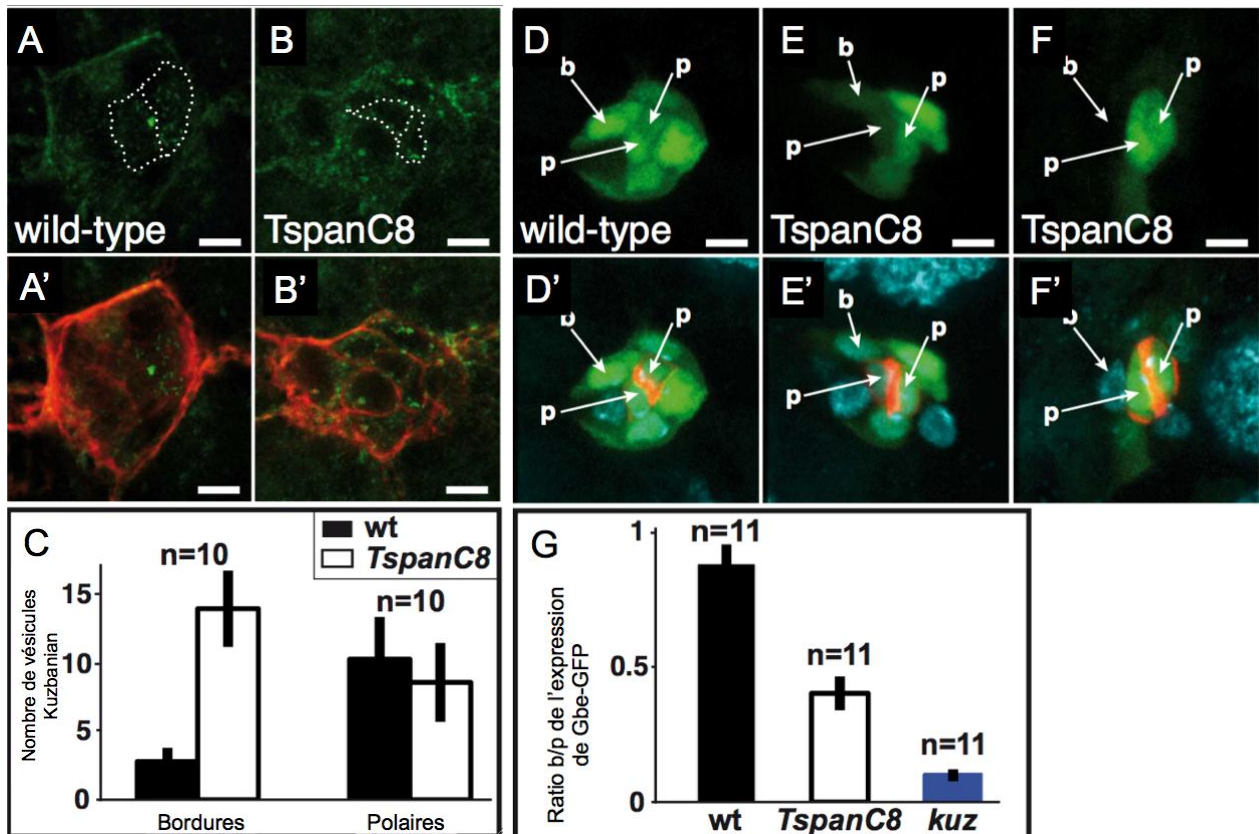 A
wild-type
B
TspanC8
D
b
p
p
wild-type
E
b
p
p
TspanC8
F
b
p
p
TspanC8
A'
B'
D'
b
p
p
E'
b
p
p
F'
b
p
p
C
wt
TspanC8
n=10
n=10
Nombre de vésicules
Kuzbanian
15
10
5
0
Bordures
Polaires
G
Ratio b/p de l'expression
de Gbe-GFP
1
0.5
0
n=11
n=11
n=11
wt
TspanC8
kuz